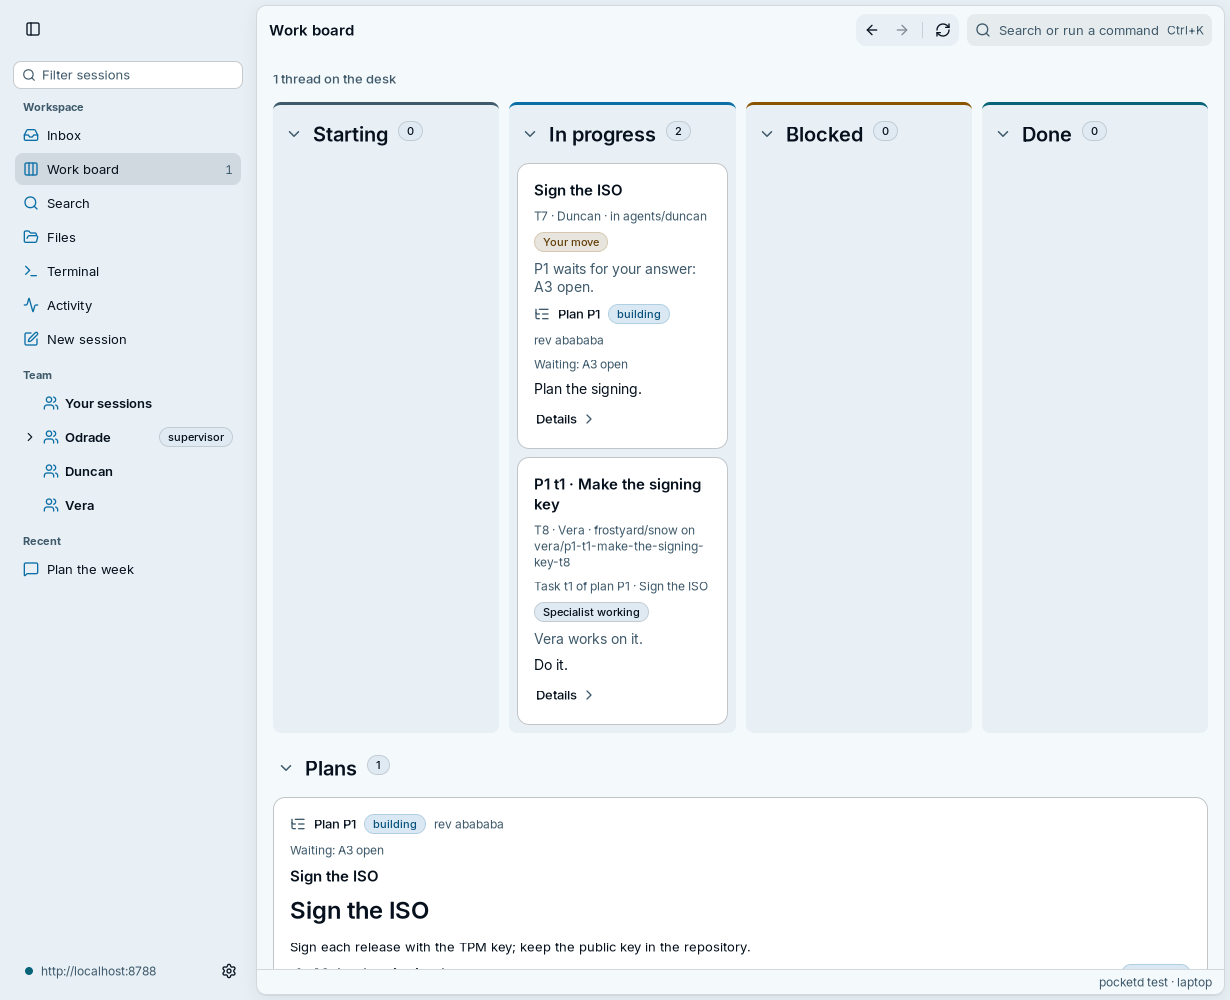 Work board
Search or run a command Ctrl+K
Filter sessions
Workspace
Inbox
Work board 1
Search
Files
Terminal
Activity
New session
Team
Your sessions
Odrade supervisor
Duncan
Vera
Recent
Plan the week
http://localhost:8788
1 thread on the desk
Starting 0
In progress 2
Sign the ISO
T7 · Duncan · in agents/duncan
Your move
P1 waits for your answer:
A3 open.
Plan P1 building
rev abababa
Waiting: A3 open
Plan the signing.
Details
P1 t1 · Make the signing
key
T8 · Vera · frostyard/snow on
vera/p1-t1-make-the-signing-
key-t8
Task t1 of plan P1 · Sign the ISO
Specialist working
Vera works on it.
Do it.
Details
Blocked 0
Done 0
Plans 1
Plan P1 building rev abababa
Waiting: A3 open
Sign the ISO
Sign the ISO
Sign each release with the TPM key; keep the public key in the repository.
pocketd test · laptop